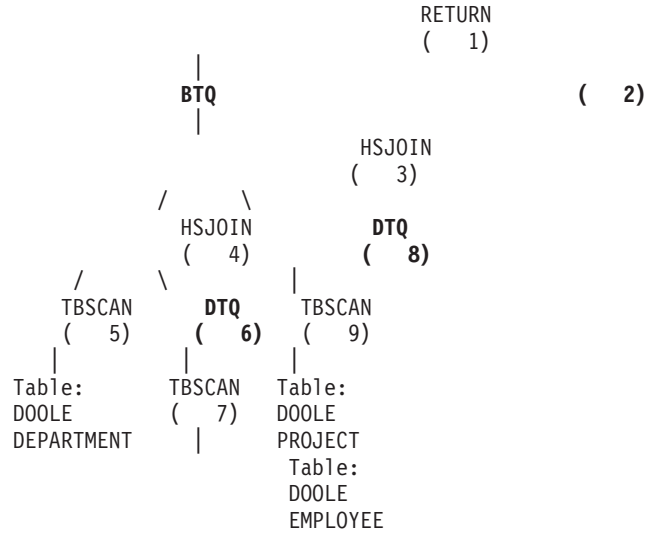 RETURN
( 1)
|
BTQ ( 2)
|
HSJOIN
( 3)
/ \
HSJOIN DTQ
( 4) ( 8)
/ \ |
TBSCAN DTQ TBSCAN
( 5) ( 6) ( 9)
| | |
Table: TBSCAN Table:
DOOLE ( 7) DOOLE
DEPARTMENT | PROJECT
Table:
DOOLE
EMPLOYEE